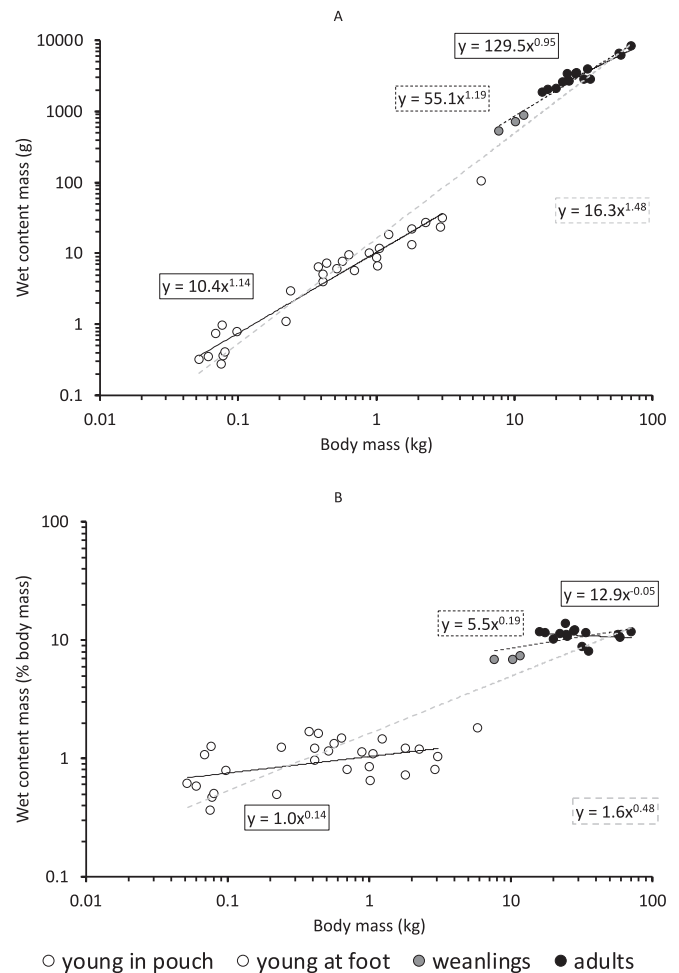 A
10000
1000
100
10
1
0.1
Wet content mass (g)
y = 129.5x^0.95
y = 55.1x^1.19
y = 16.3x^1.48
y = 10.4x^1.14
0.01
0.1
1
10
100
Body mass (kg)
B
100
10
1
0.1
Wet content mass (% body mass)
y = 12.9x^-0.05
y = 5.5x^0.19
y = 1.6x^0.48
y = 1.0x^0.14
0.01
0.1
1
10
100
Body mass (kg)
young in pouch young at foot weanlings adults